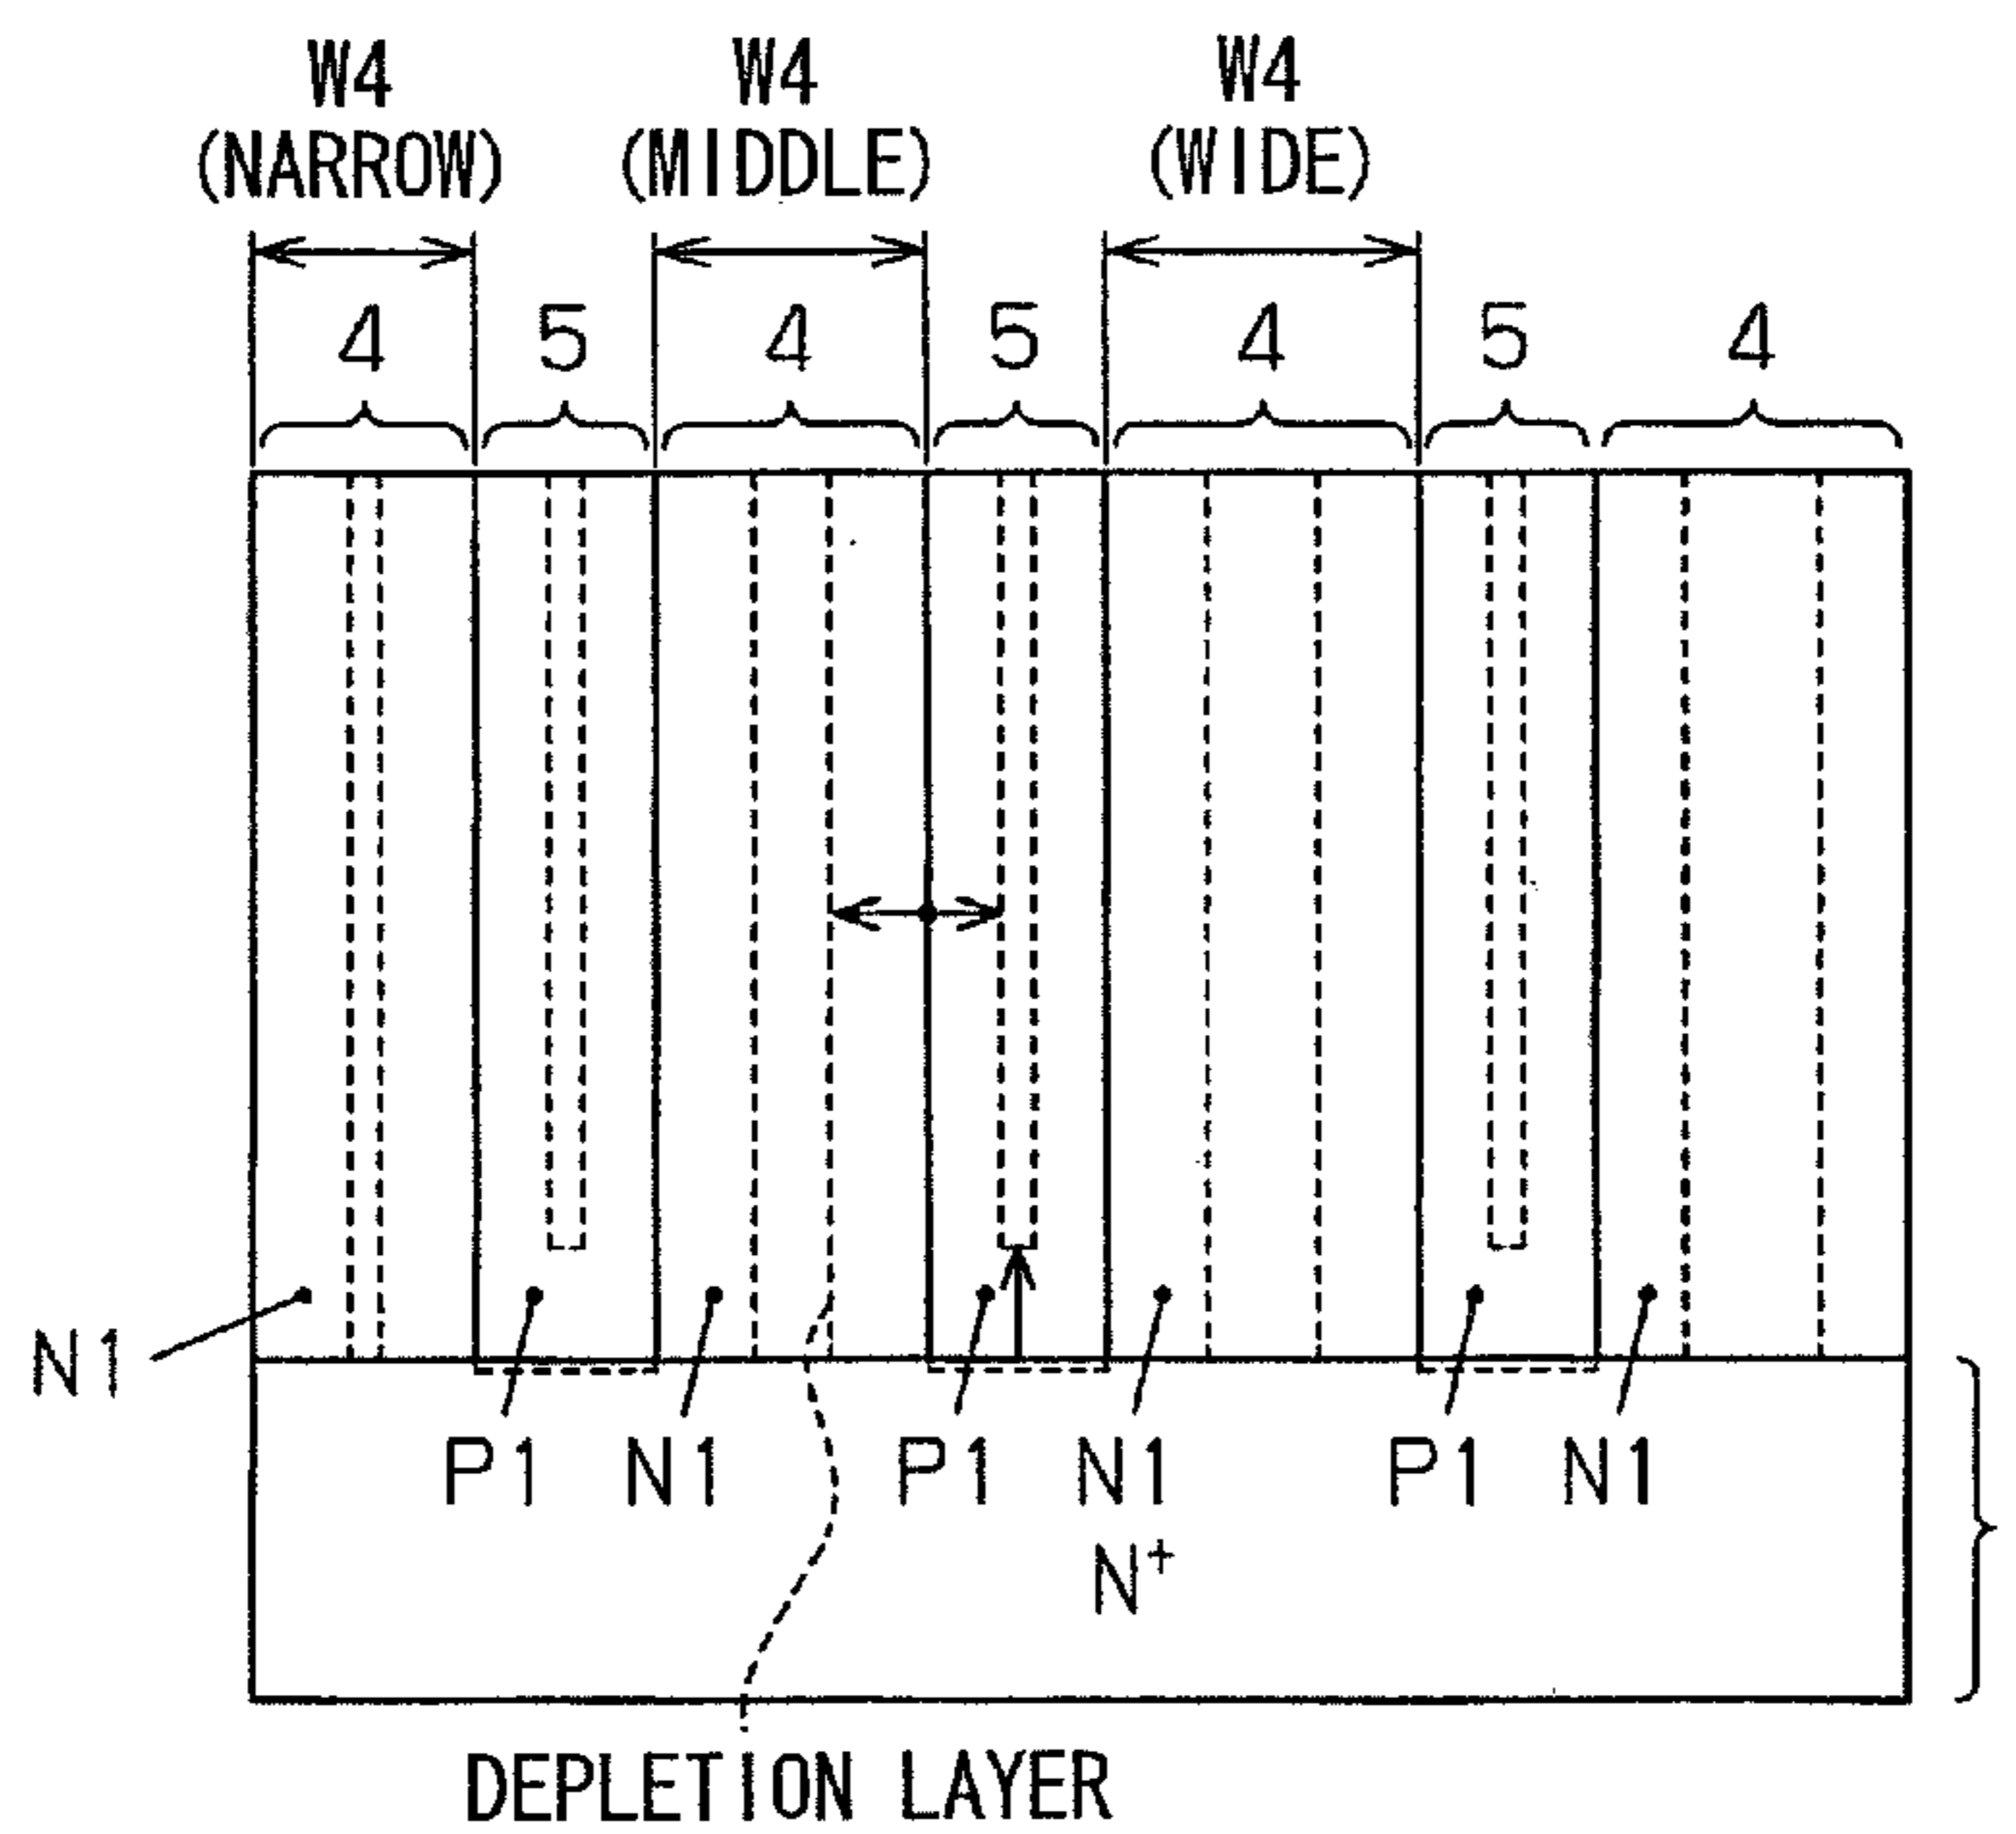 W4 W4 W4
(NARROW) (MIDDLE) (WIDE)
4 5 4 5 4 5 4
N1
P1 N1 P1 N1 P1 N1
N+
DEPLETION LAYER